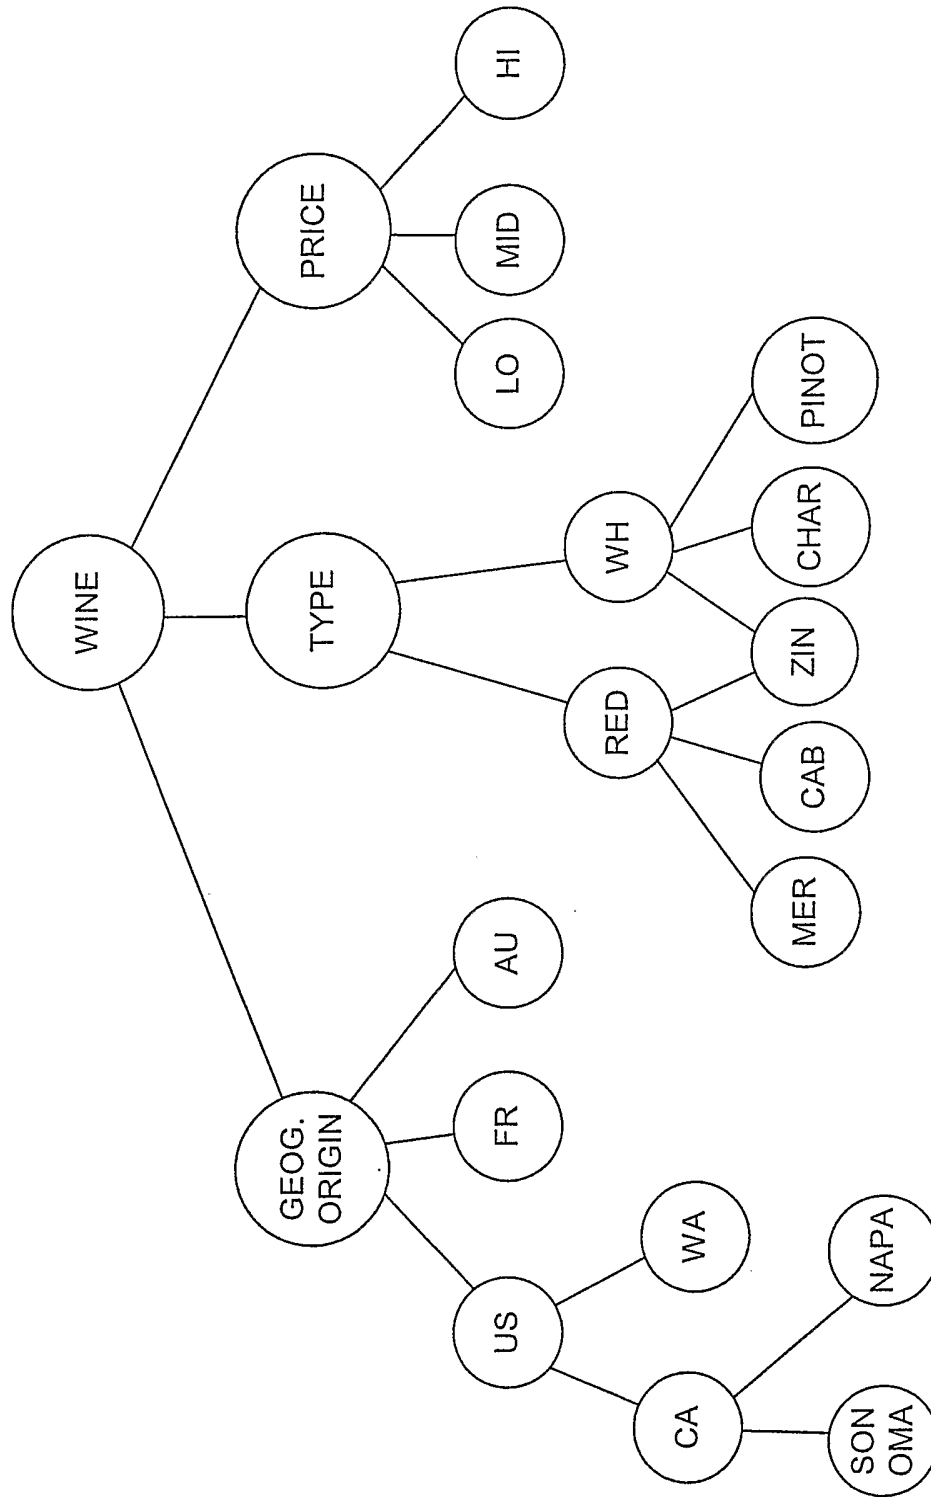 WINE
GEOG.
ORIGIN
TYPE
PRICE
US
FR
AU
LO
MID
HI
CA
WA
RED
WH
SON
OMA
NAPA
MER
CAB
ZIN
CHAR
PINOT